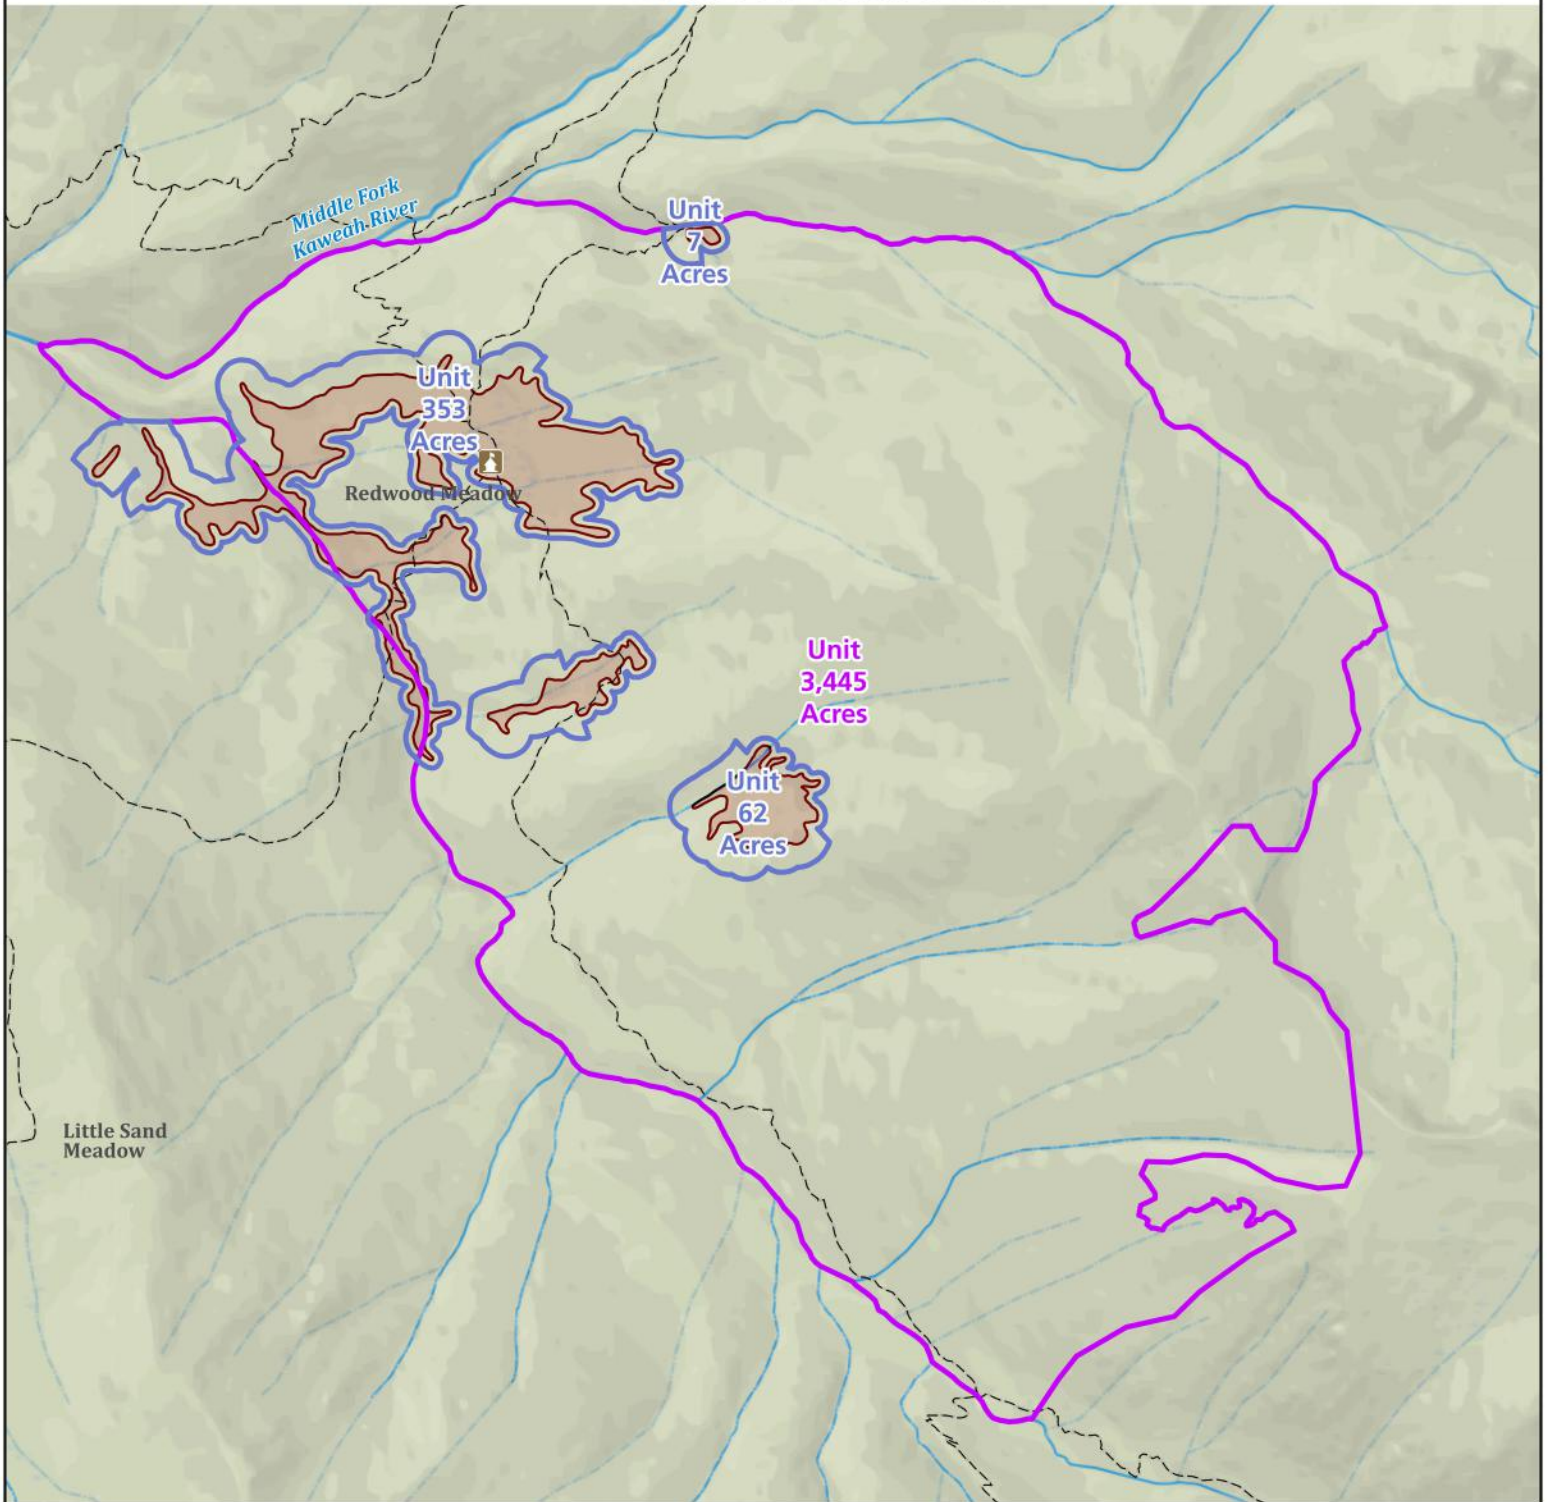 Middle Fork
Kaweah River
Unit
7
Acres
Unit
353
Acres
Redwood Meadow
Unit
3,445
Acres
Unit
62
Acres
Little Sand
Meadow